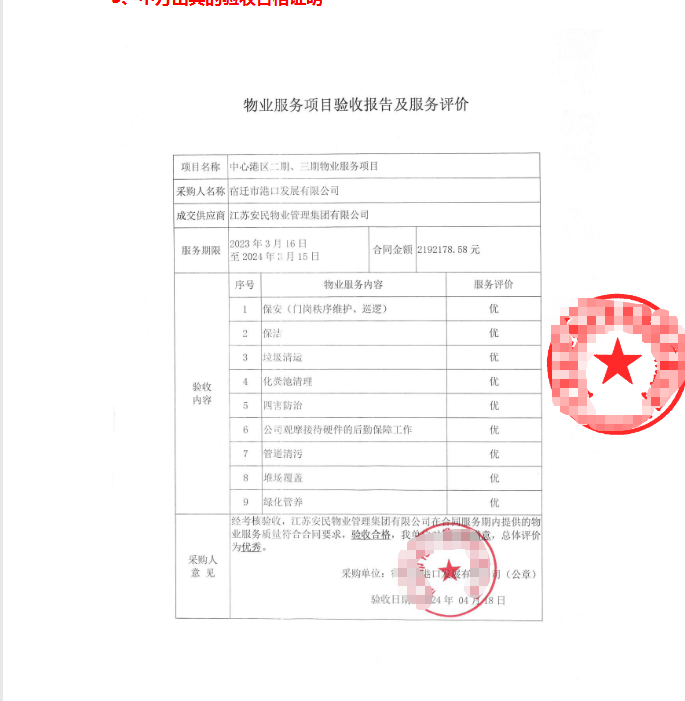 物业服务项目验收报告及服务评价
项目名称 中心港区二期、三期物业服务项目
采购人名称 宿迁市港口发展有限公司
成交供应商 江苏安民物业管理集团有限公司
服务期限 2023 年 3 月 16 日
至 2024 年 3 月 15 日
合同金额 2192178.58 元
验收
内容
序号 物业服务内容 服务评价
1 保安（门岗秩序维护、巡逻） 优
2 保洁 优
3 垃圾清运 优
4 化粪池清理 优
5 四害防治 优
6 公司观摩接待硬件的后勤保障工作 优
7 管道清污 优
8 堆场覆盖 优
9 绿化管养 优
采购人
意 见
经考核验收，江苏安民物业管理集团有限公司在合同服务期内提供的物
业服务质量符合合同要求，验收合格，我单 意，总体评价
为优秀。
采购单位： 港口发展有 司（公章）
验收日期 24 年 04 月 18 日